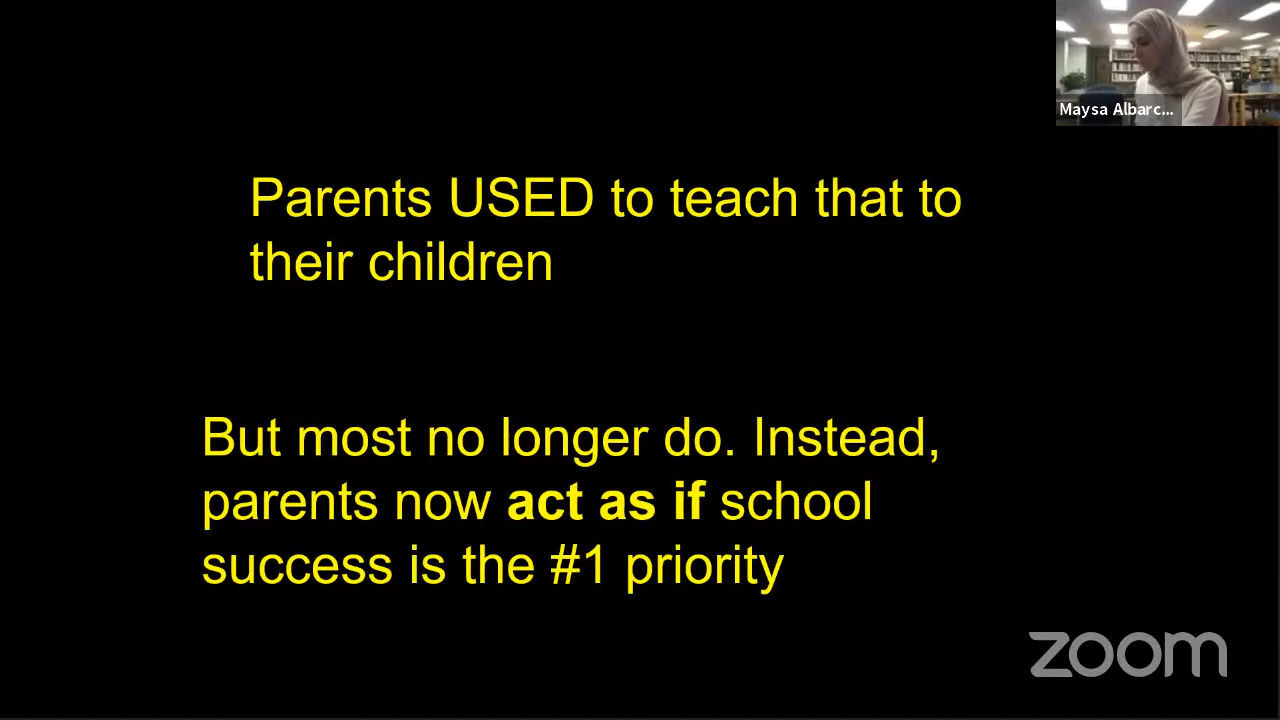 Maysa Albarc...
Parents USED to teach that to
their children
But most no longer do. Instead,
parents now act as if school
success is the #1 priority
zoom